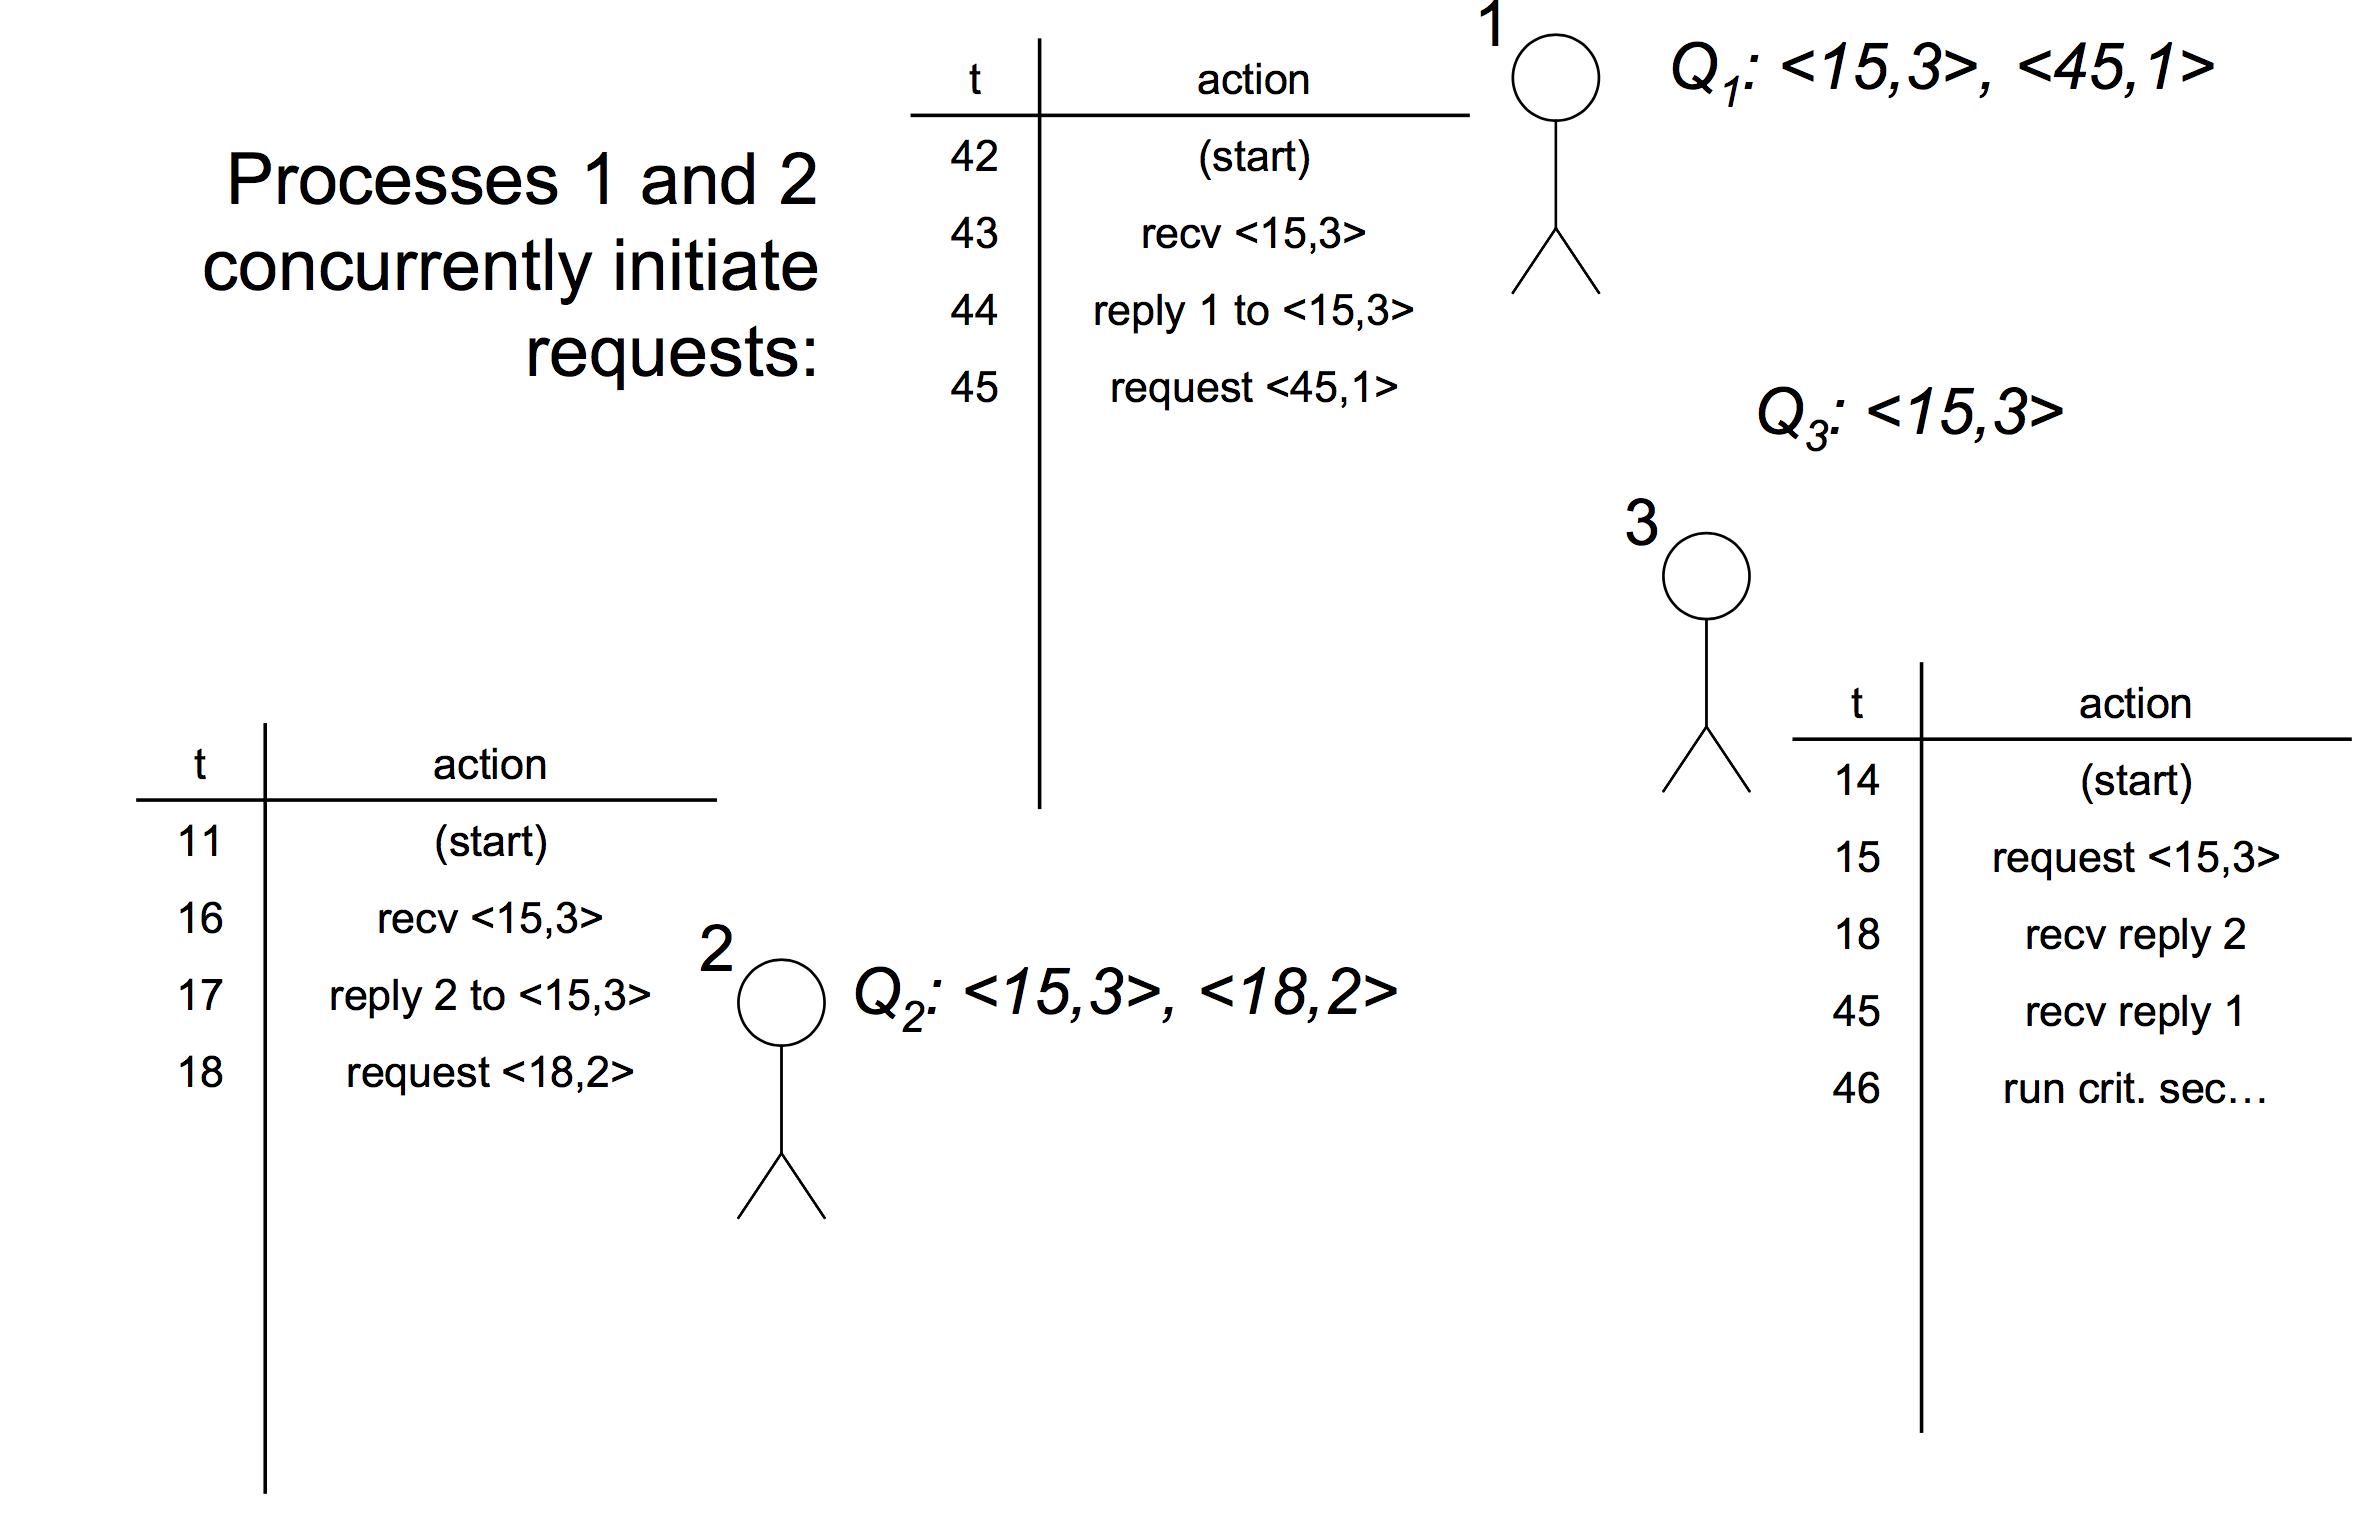 Processes 1 and 2
concurrently initiate
requests:
t action
42 (start)
43 recv <15,3>
44 reply 1 to <15,3>
45 request <45,1>
1
Q1: <15,3>, <45,1>
Q3: <15,3>
3
t action
14 (start)
15 request <15,3>
18 recv reply 2
45 recv reply 1
46 run crit. sec…
t action
11 (start)
16 recv <15,3>
17 reply 2 to <15,3>
18 request <18,2>
2
Q2: <15,3>, <18,2>